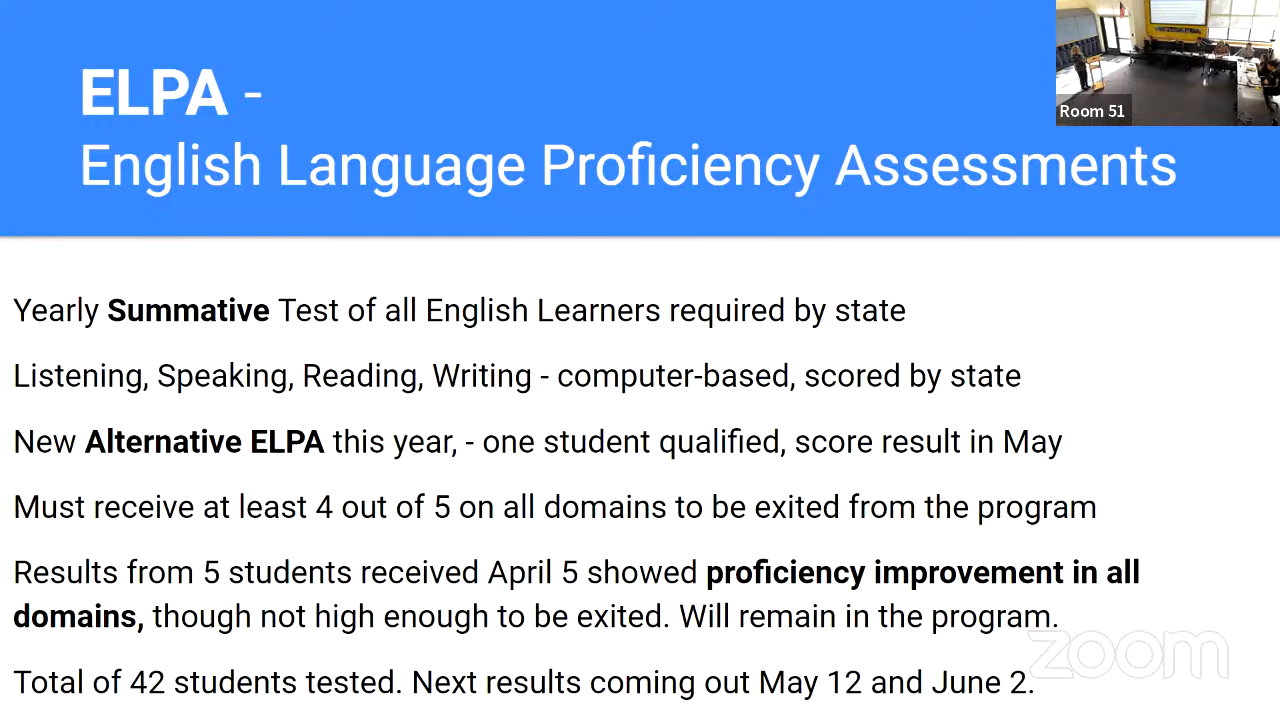 ELPA -
English Language Proficiency Assessments
Room 51
Yearly Summative Test of all English Learners required by state
Listening, Speaking, Reading, Writing - computer-based, scored by state
New Alternative ELPA this year, - one student qualified, score result in May
Must receive at least 4 out of 5 on all domains to be exited from the program
Results from 5 students received April 5 showed proficiency improvement in all
domains, though not high enough to be exited. Will remain in the program.
Total of 42 students tested. Next results coming out May 12 and June 2.
zoom